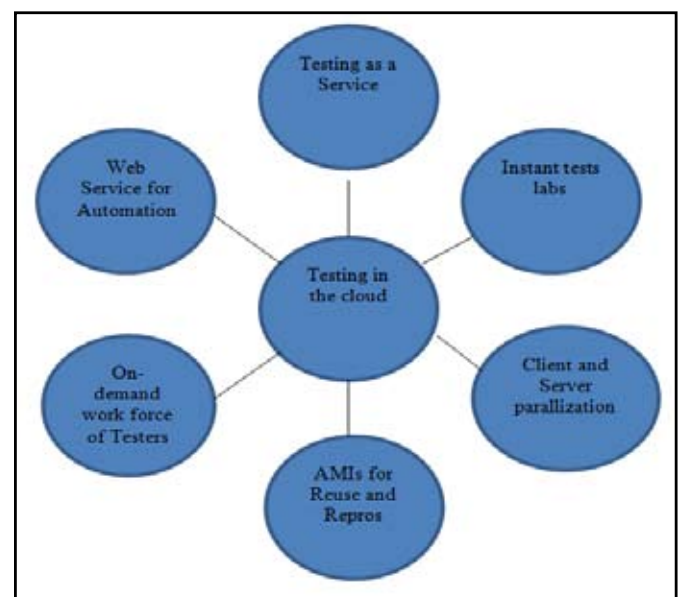 Testing as a
Service
Web
Service for
Automation
Instant tests
labs
Testing in
the cloud
On-
demand
work force
of Testers
Client and
Server
parallization
AMIs for
Reuse and
Repros